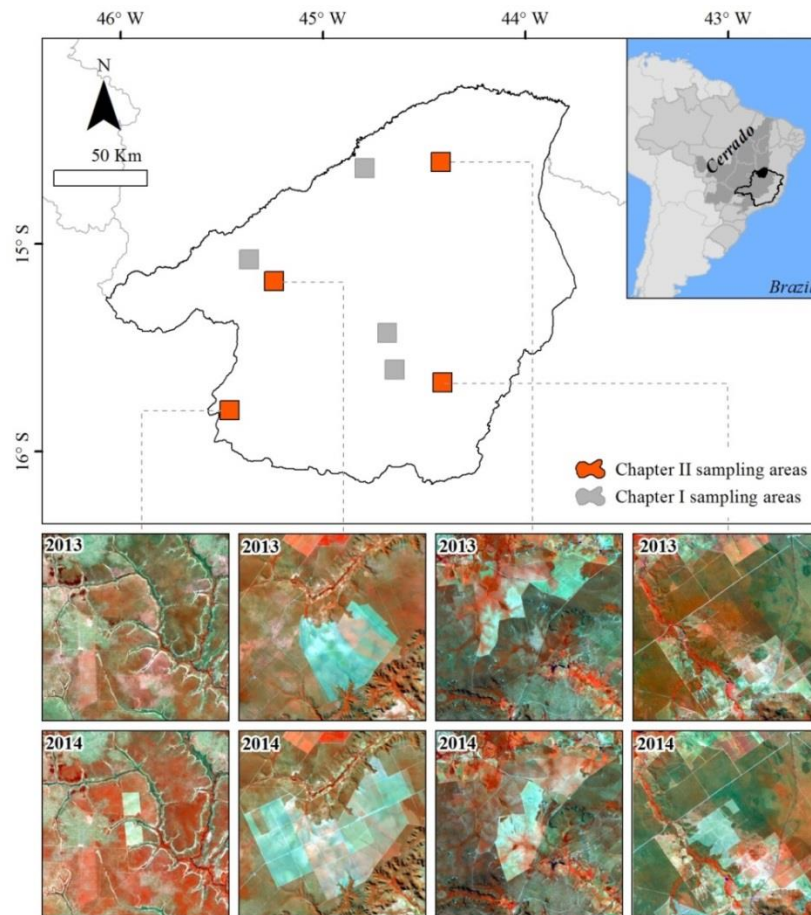 46° W
45° W
44° W
43° W
N
50 Km
Cerrado
15° S
Brazil
16° S
Chapter II sampling areas
Chapter I sampling areas
2013
2013
2013
2013
2014
2014
2014
2014